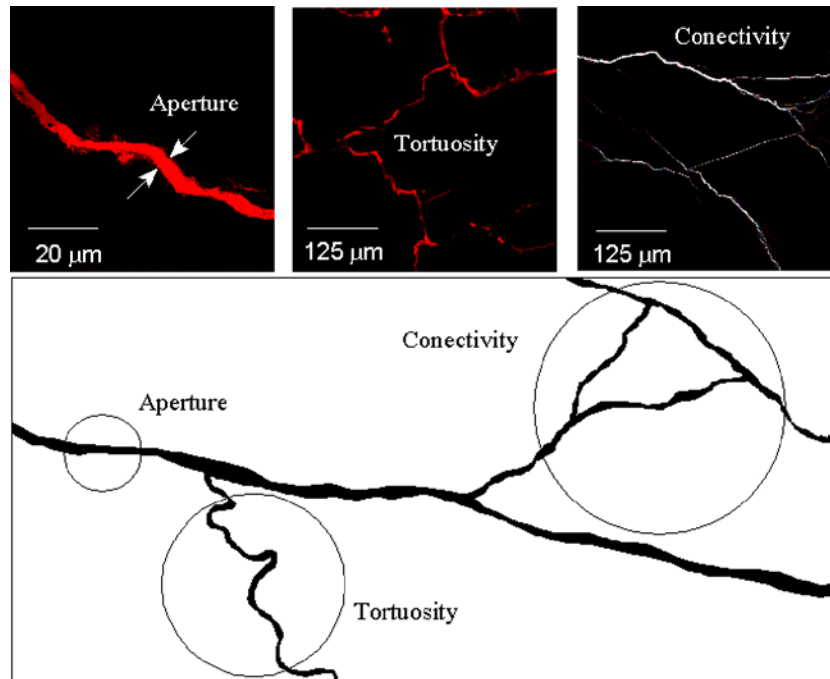 Aperture
20 μm
Tortuosity
125 μm
Conectivity
125 μm
Conectivity
Aperture
Tortuosity